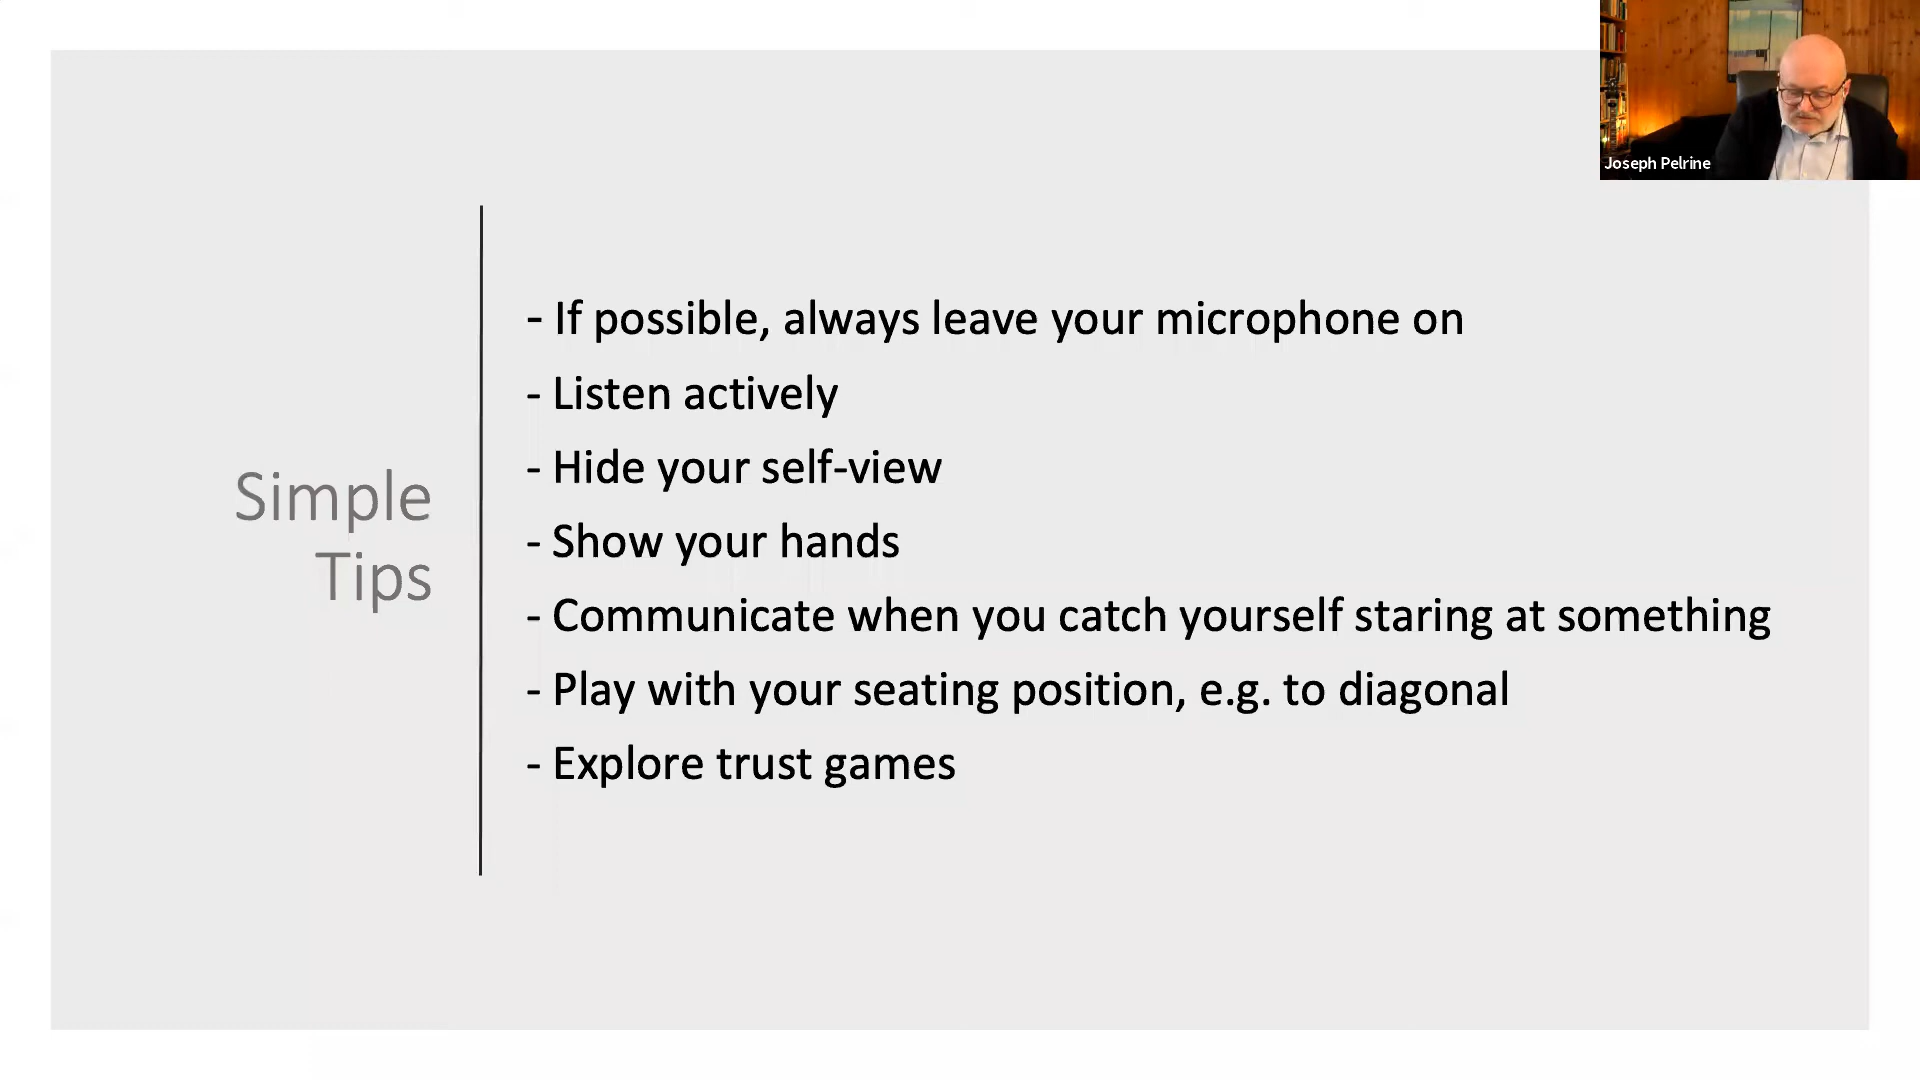 Joseph Pelrine
Simple
Tips
- If possible, always leave your microphone on
- Listen actively
- Hide your self-view
- Show your hands
- Communicate when you catch yourself staring at something
- Play with your seating position, e.g. to diagonal
- Explore trust games